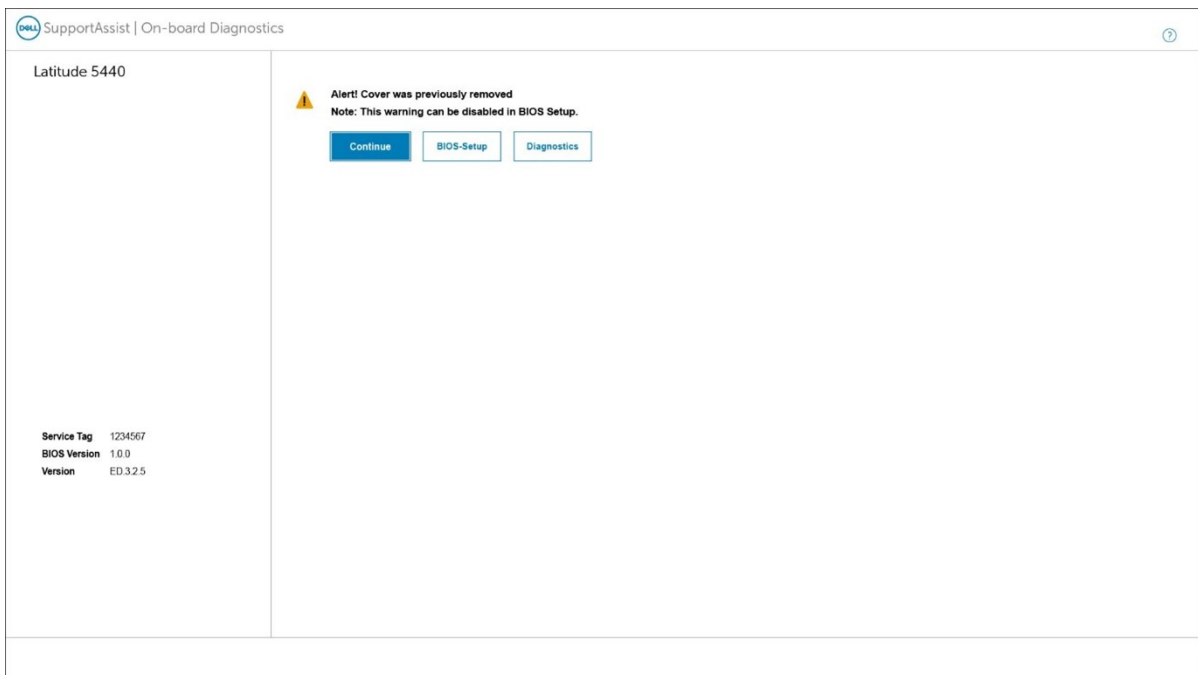 DELL SupportAssist | On-board Diagnostics
?
Latitude 5440
Alert! Cover was previously removed
Note: This warning can be disabled in BIOS Setup.
Continue BIOS-Setup Diagnostics
Service Tag 1234567
BIOS Version 1.0.0
Version ED.3.2.5